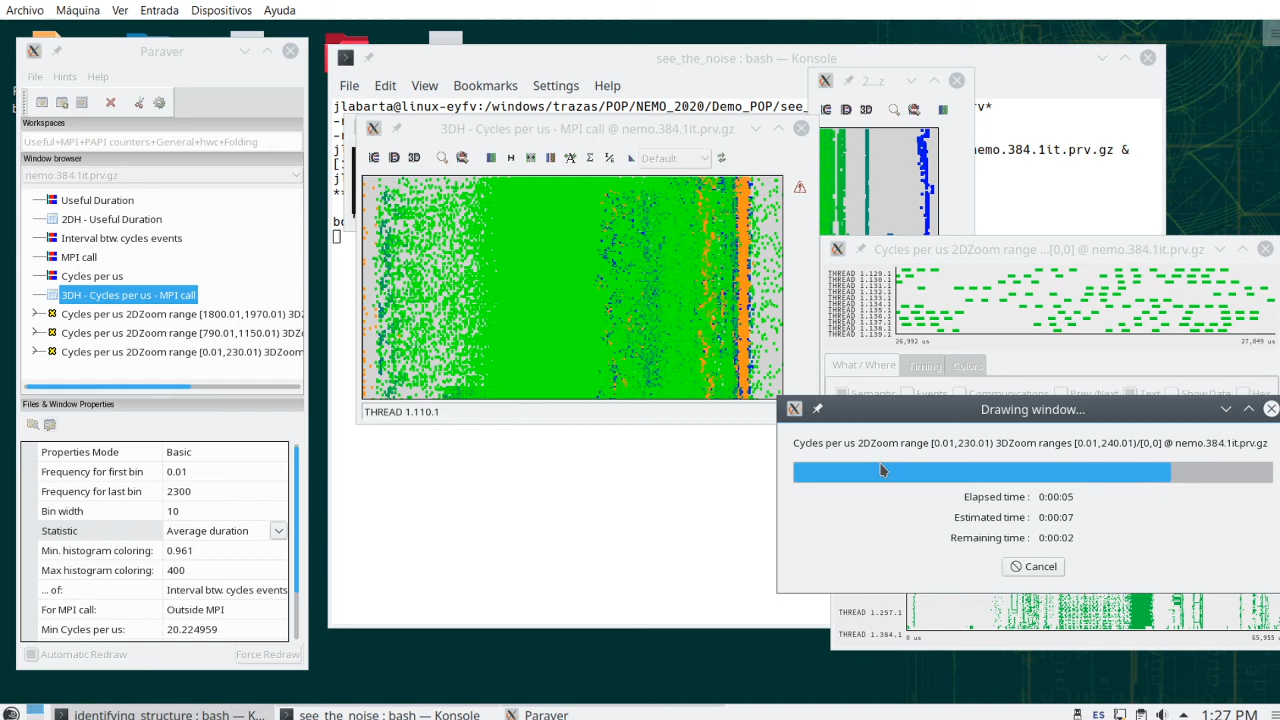 Archivo Máquina Ver Entrada Dispositivos Ayuda
Paraver
File Hints Help
Workspaces
Useful+MPI+PAPI counters+General+hwc+Folding
Window browser
nemo.384.1it.prv.gz
Useful Duration
2DH - Useful Duration
Interval btw. cycles events
MPI call
Cycles per us
3DH - Cycles per us - MPI call
Cycles per us 2DZoom range [1800.01,1970.01) 3DZ
Cycles per us 2DZoom range [790.01,1150.01) 3DZo
Cycles per us 2DZoom range [0.01,230.01) 3DZoom
Files & Window Properties
Properties Mode Basic
Frequency for first bin 0.01
Frequency for last bin 2300
Bin width 10
Statistic Average duration
Min. histogram coloring: 0.961
Max histogram coloring: 400
... of: Interval btw. cycles events
For MPI call: Outside MPI
Min Cycles per us: 20.224959
Automatic Redraw Force Redraw
see_the_noise : bash — Konsole
File Edit View Bookmarks Settings Help
jlabarta@linux-eyfv:/windows/trazas/POP/NEMO_2020/Demo_POP/see_
nemo.384.1it.prv.gz &
2...z
3DH - Cycles per us - MPI call @ nemo.384.1it.prv.gz
3D H Σ ½ Default
THREAD 1.110.1
Cycles per us 2DZoom range ...[0,0] @ nemo.384.1it.prv.gz
THREAD 1.129.1
THREAD 1.130.1
THREAD 1.131.1
THREAD 1.132.1
THREAD 1.133.1
THREAD 1.134.1
THREAD 1.135.1
THREAD 1.136.1
THREAD 1.137.1
THREAD 1.138.1
THREAD 1.139.1
26,992 us 27,049 us
What / Where Timing Colors
Semantic Events Communications Prev./Next Text Show Date Hex
Drawing window...
Cycles per us 2DZoom range [0.01,230.01) 3DZoom ranges [0.01,240.01)/[0,0] @ nemo.384.1it.prv.gz
Elapsed time : 0:00:05
Estimated time : 0:00:07
Remaining time : 0:00:02
Cancel
THREAD 1.257.1
THREAD 1.384.1
0 us 65,955
identifying_structure : bash — K... see_the_noise : bash — Konsole Paraver ES 1:27 PM